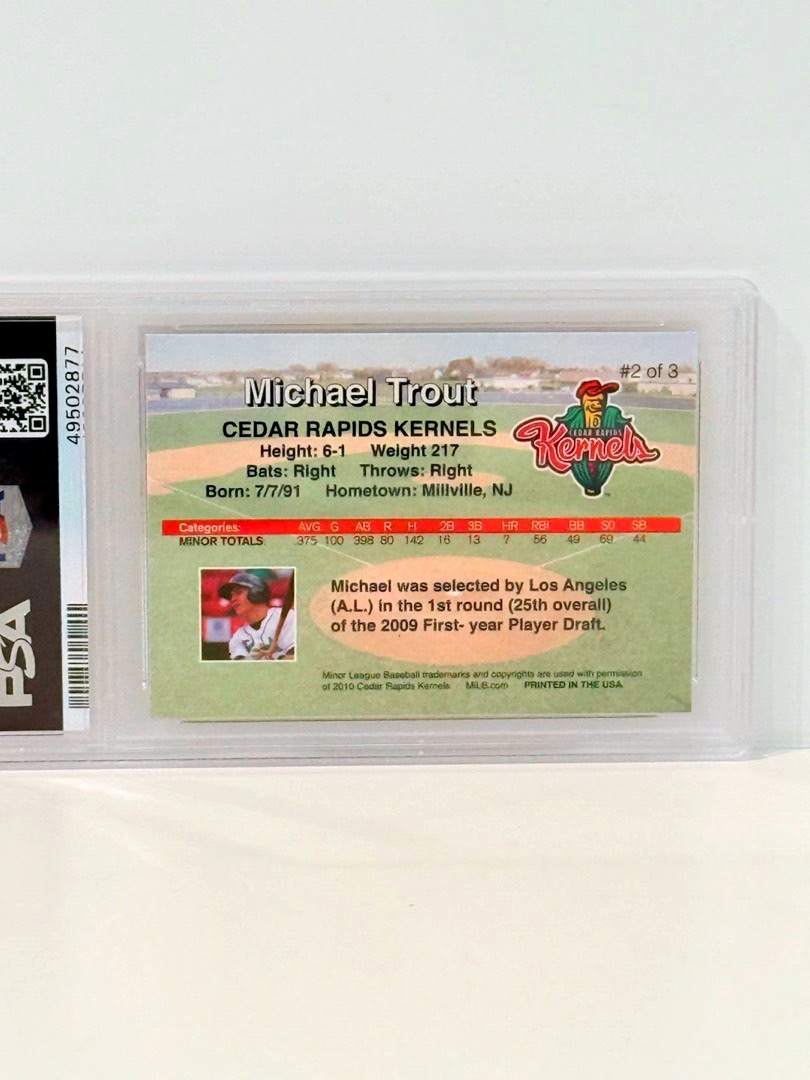 49502877
PSA
#2 of 3
Michael Trout
CEDAR RAPIDS KERNELS
Height: 6-1 Weight 217
Bats: Right Throws: Right
Born: 7/7/91 Hometown: Millville, NJ
CEDAR RAPIDS
Kernels
TM
Categories: AVG G AB R H 2B 3B HR RBI BB SO SB
MINOR TOTALS: .375 100 398 80 142 16 13 7 56 49 69 44
Michael was selected by Los Angeles
(A.L.) in the 1st round (25th overall)
of the 2009 First- year Player Draft.
Minor League Baseball trademarks and copyrights are used with permission
of 2010 Cedar Rapids Kernels. MiLB.com PRINTED IN THE USA